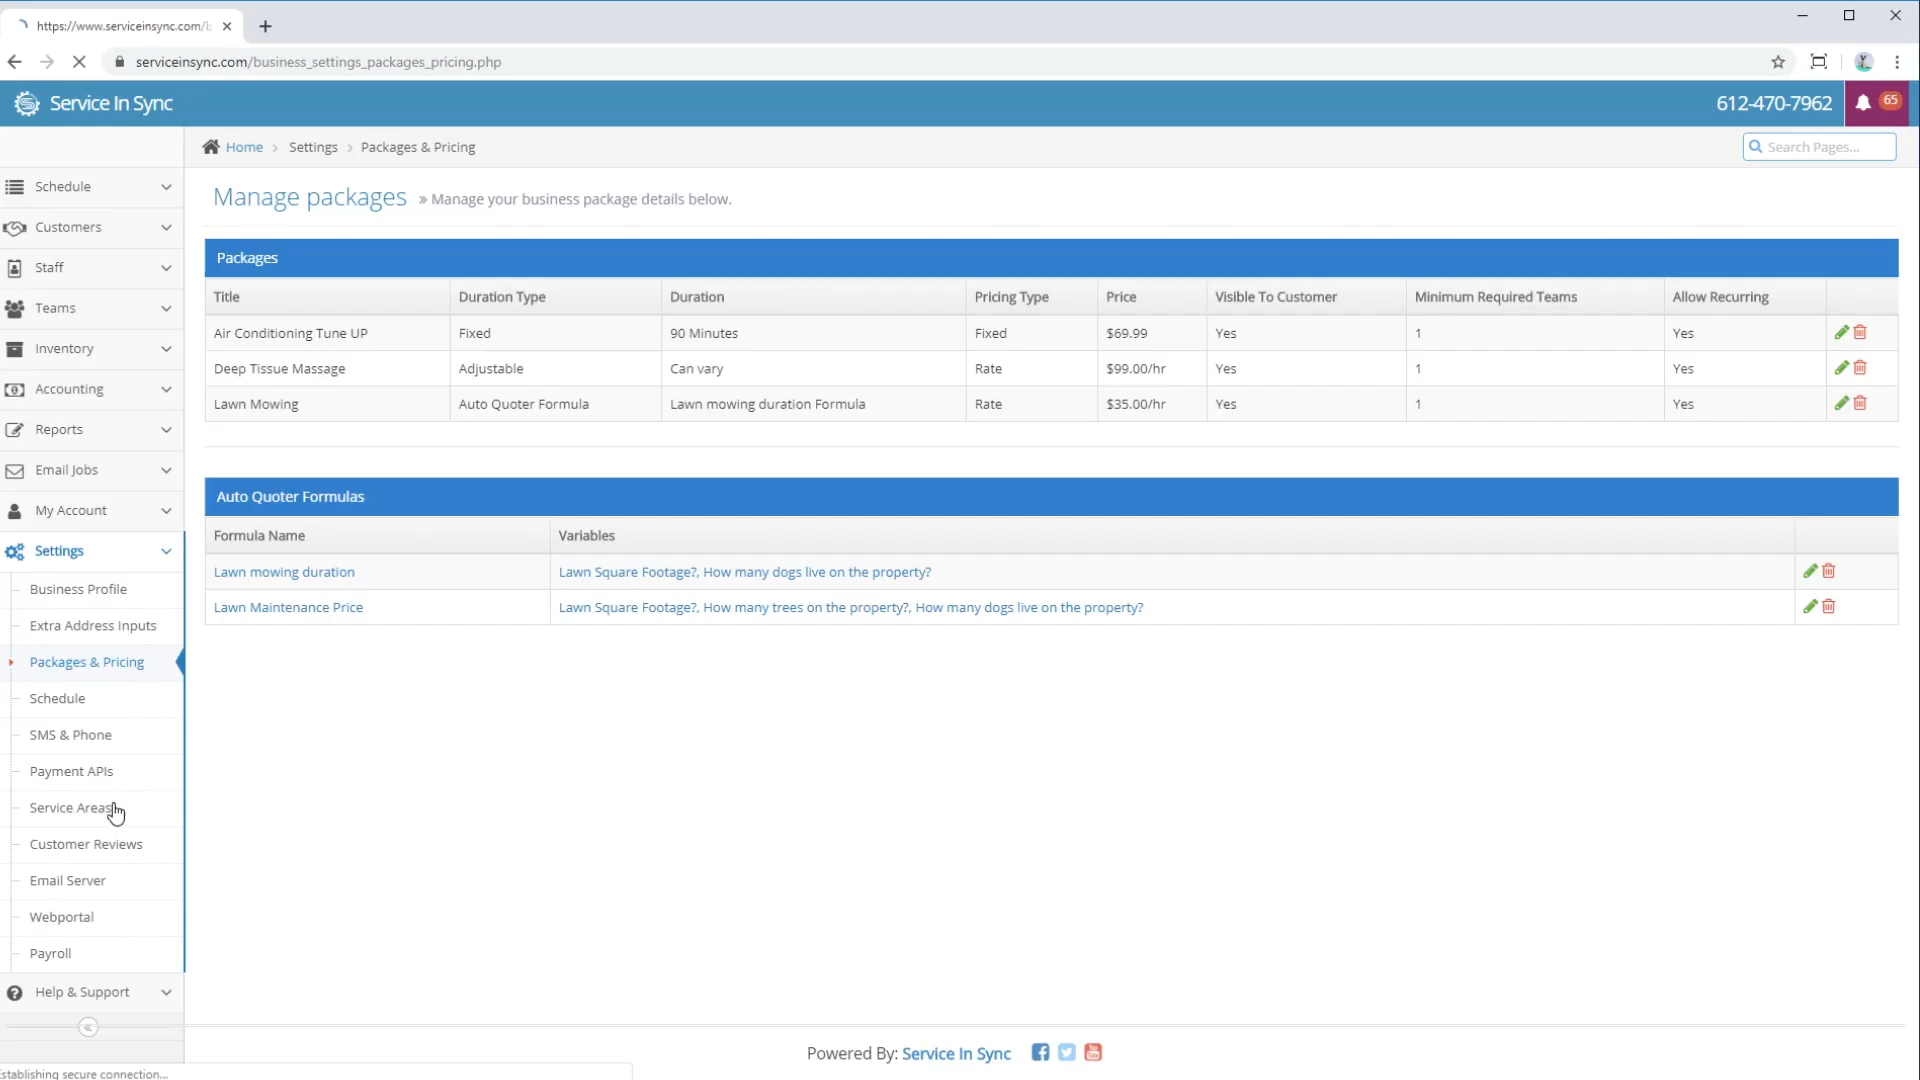 https://www.serviceinsync.com/b
serviceinsync.com/business_settings_packages_pricing.php
Service In Sync
612-470-7962
65
Home
Settings
Packages & Pricing
Search Pages...
Schedule
Customers
Staff
Teams
Inventory
Accounting
Reports
Email Jobs
My Account
Settings
Business Profile
Extra Address Inputs
Packages & Pricing
Schedule
SMS & Phone
Payment APIs
Service Areas
Customer Reviews
Email Server
Webportal
Payroll
Help & Support
Manage packages » Manage your business package details below.
Packages
Title Duration Type Duration Pricing Type Price Visible To Customer Minimum Required Teams Allow Recurring
Air Conditioning Tune UP Fixed 90 Minutes Fixed $69.99 Yes 1 Yes
Deep Tissue Massage Adjustable Can vary Rate $99.00/hr Yes 1 Yes
Lawn Mowing Auto Quoter Formula Lawn mowing duration Formula Rate $35.00/hr Yes 1 Yes
Auto Quoter Formulas
Formula Name Variables
Lawn mowing duration Lawn Square Footage?, How many dogs live on the property?
Lawn Maintenance Price Lawn Square Footage?, How many trees on the property?, How many dogs live on the property?
Powered By: Service In Sync
Establishing secure connection...